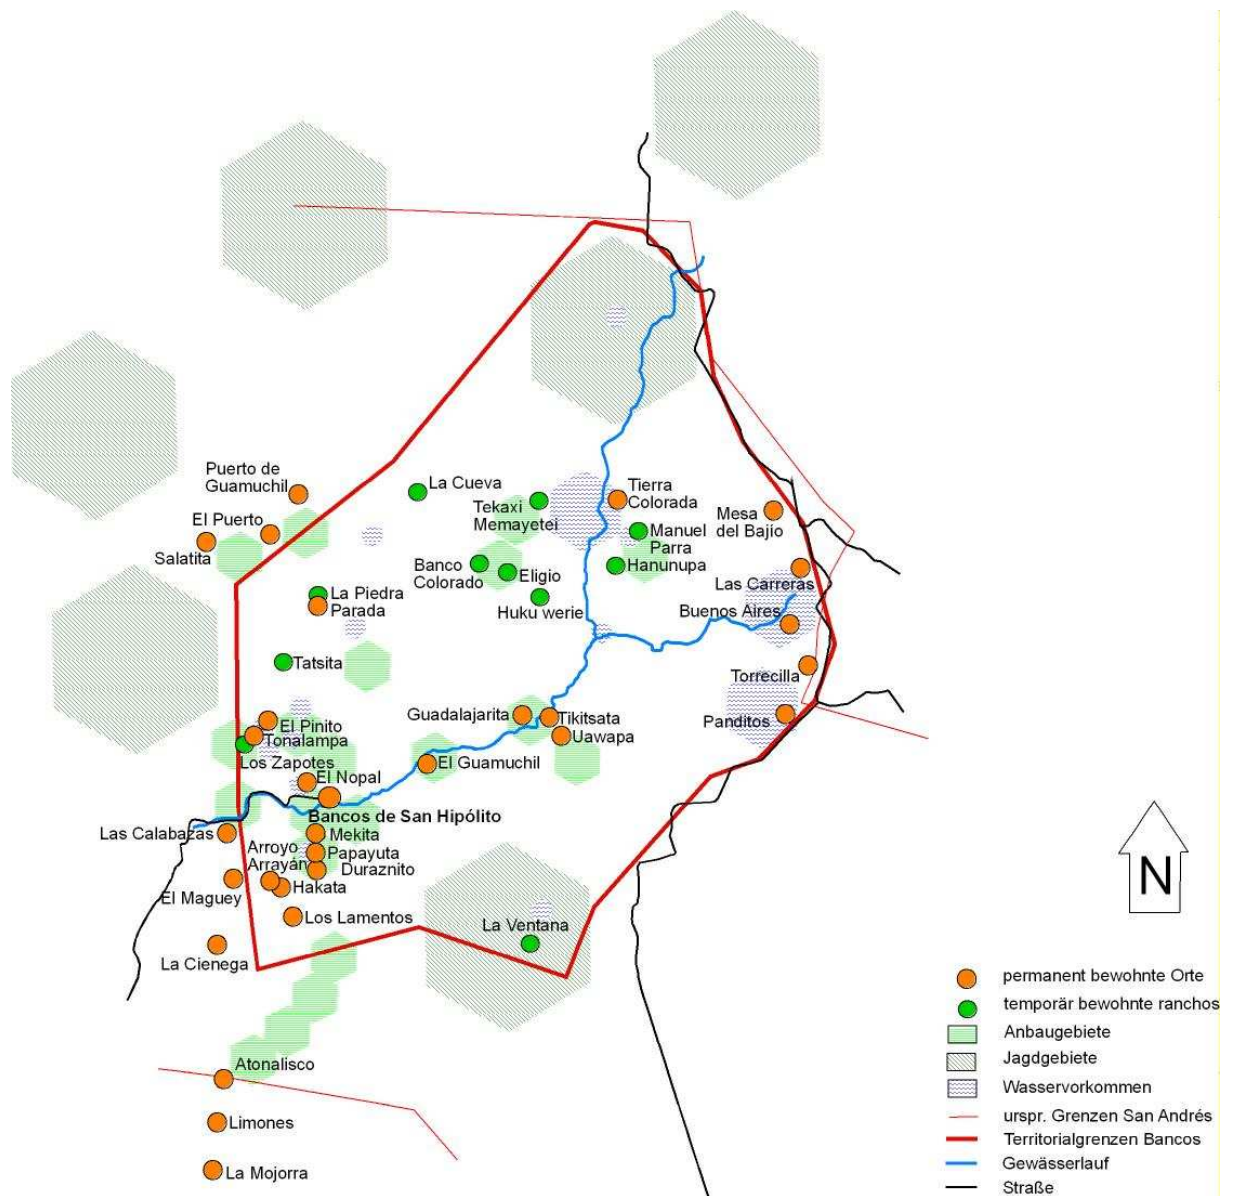 Puerto de
Guamuchil
La Cueva
Tierra
Colorada
Tekaxi
Memayetei
El Puerto
Mesa
del Bajio
Manuel
Parra
Salatita
Banco
Colorado
Eligio
Hanunupa
Las Carreras
La Piedra
Parada
Huku werie
Buenos Aires
Tatsita
Torrecilla
Guadalajarita
Tikitsata
Panditos
El Pinito
Tonalampa
Uawapa
Los Zapotes
El Guamuchil
El Nopal
Bancos de San Hipólito
Las Calabazas
Mekita
Arroyo
Arrayán
Papayuta
Duraznito
El Maguey
Hakata
Los Lamentos
La Ventana
La Cienega
Atonalisco
Limones
La Mojorra
N
permanent bewohnte Orte
temporär bewohnte ranchos
Anbaugebiete
Jagdgebiete
Wasservorkommen
urspr. Grenzen San Andrés
Territorialgrenzen Bancos
Gewässerlauf
Straße